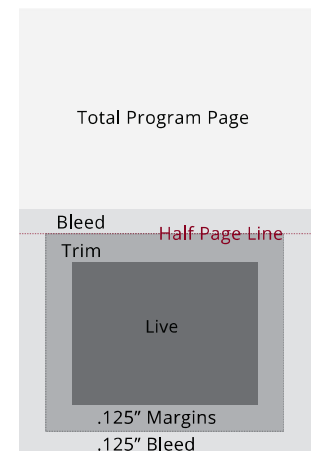 Total Program Page
Bleed
Half Page Line
Trim
Live
.125” Margins
.125” Bleed